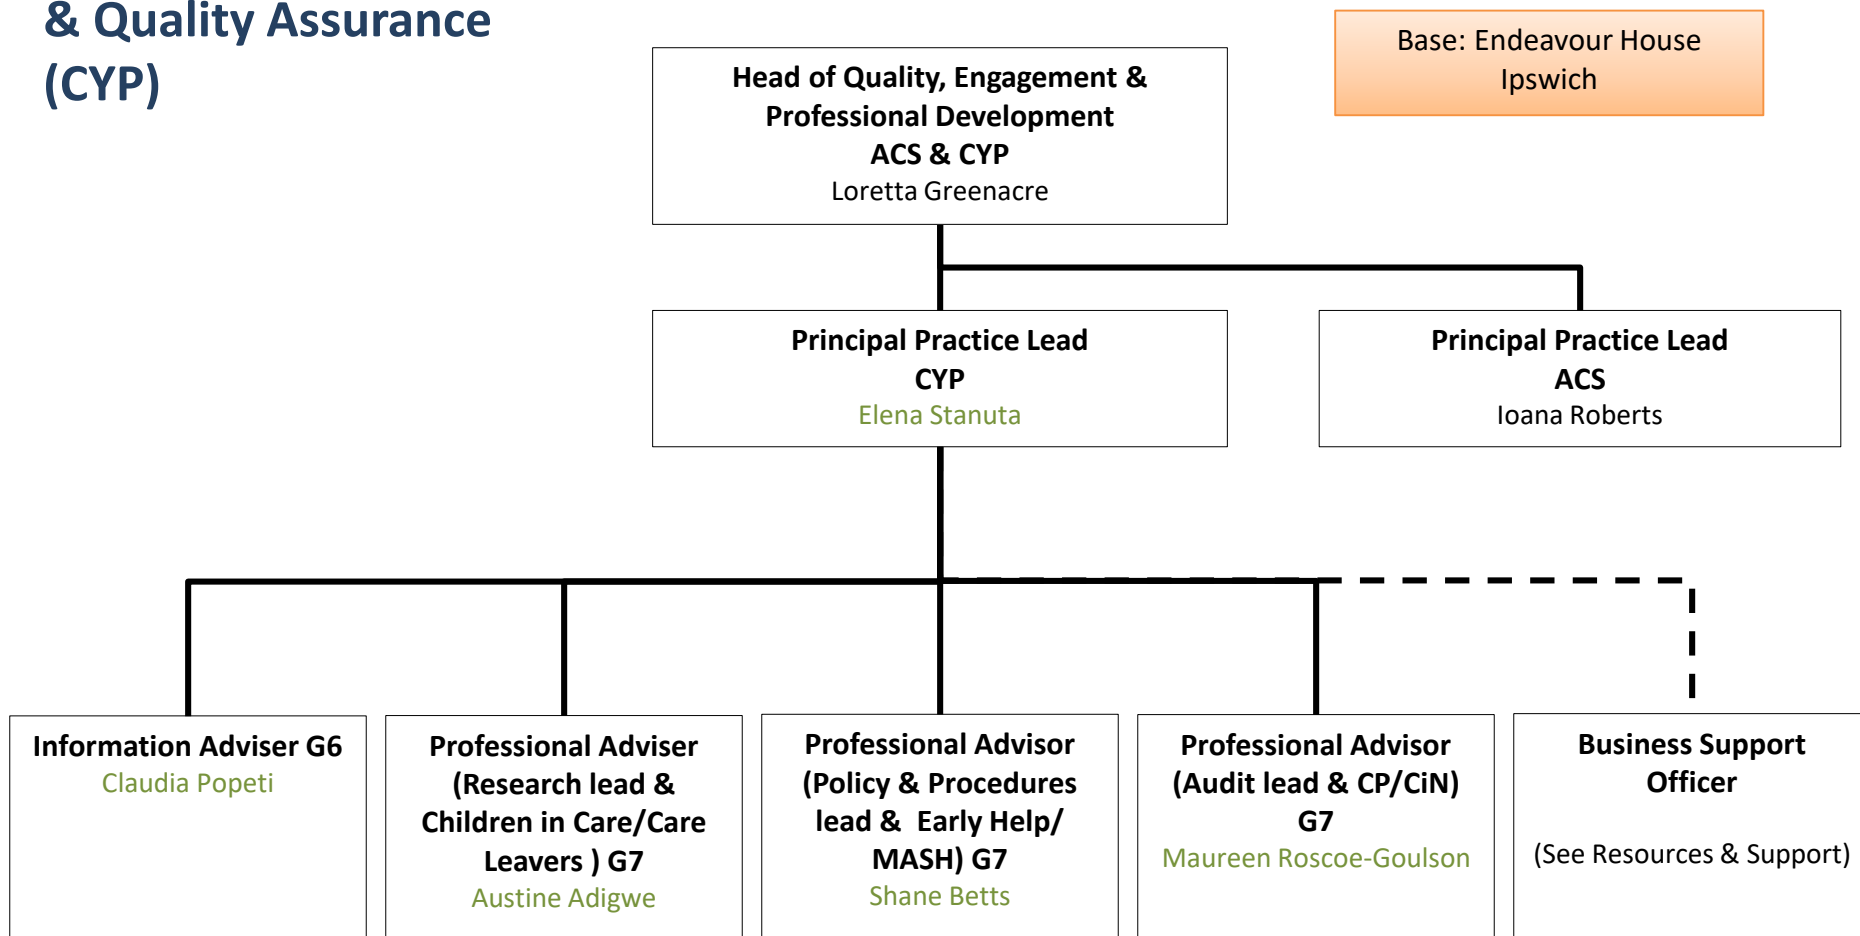 & Quality Assurance
(CYP)
Base: Endeavour House
Ipswich
Head of Quality, Engagement &
Professional Development
ACS & CYP
Loretta Greenacre
Principal Practice Lead
CYP
Elena Stanuta
Principal Practice Lead
ACS
Ioana Roberts
Information Adviser G6
Claudia Popeti
Professional Adviser
(Research lead &
Children in Care/Care
Leavers ) G7
Austine Adigwe
Professional Advisor
(Policy & Procedures
lead &  Early Help/
MASH) G7
Shane Betts
Professional Advisor
(Audit lead & CP/CiN)
G7
Maureen Roscoe-Goulson
Business Support
Officer
(See Resources & Support)